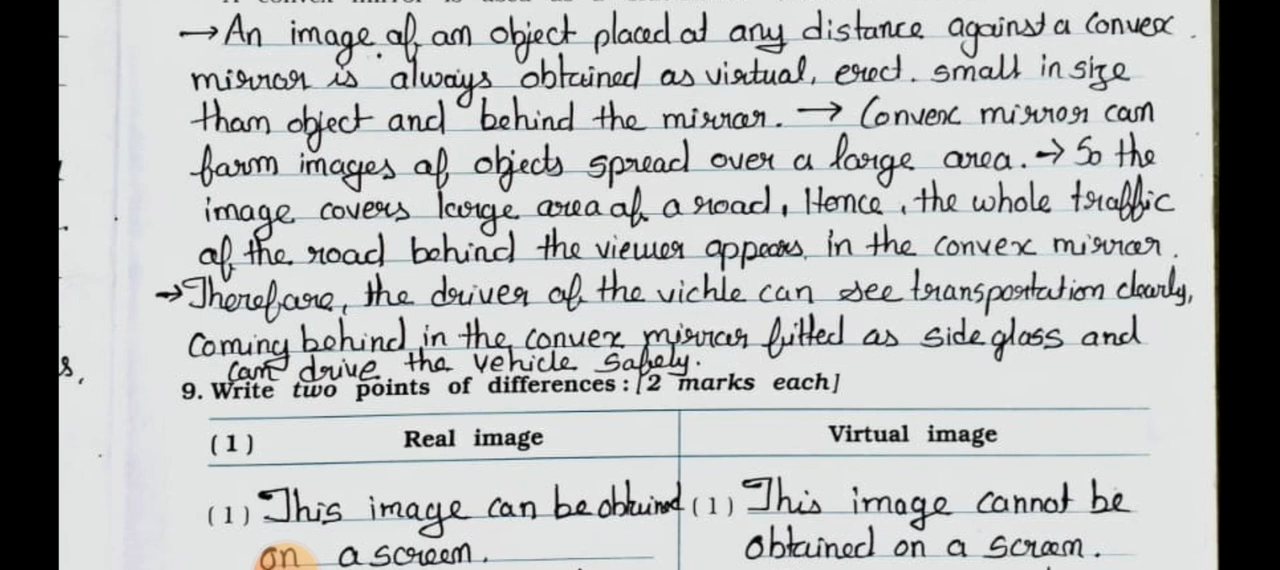 → An image of an object placed at any distance against a convex
mirror is always obtained as virtual, erect. small in size
than object and behind the mirror. → Convex mirror can
form images of objects spread over a large area. → So the
image covers large area of a road, Hence, the whole traffic
of the road behind the viewer appears in the convex mirror.
→ Therefore, the driver of the vichle can see transportation clearly,
Coming behind in the convex mirror fitted as side glass and
can drive the vehicle safely.
9. Write two points of differences : [2 marks each]
(1) Real image Virtual image
(1) This image can be obtained (1) This image cannot be
on a screen. obtained on a screen.